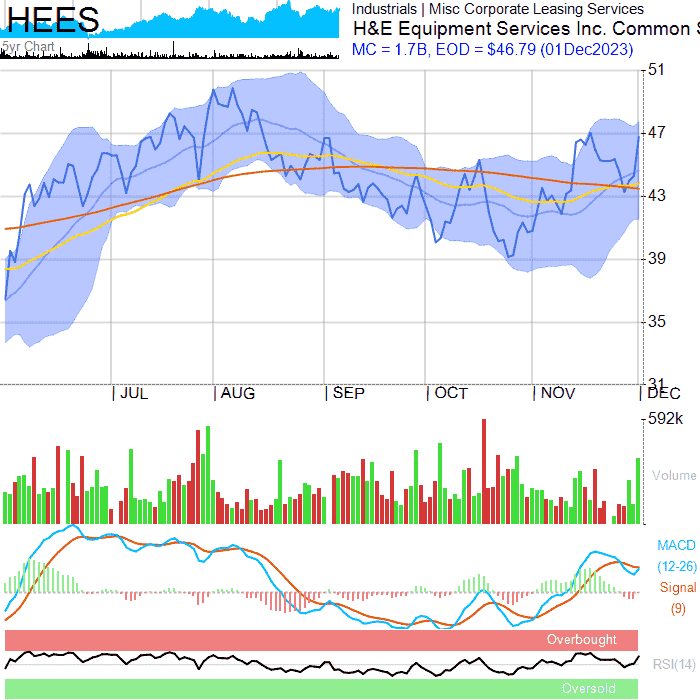 HEES
5yr Chart
Industrials | Misc Corporate Leasing Services
H&E Equipment Services Inc. Common S
MC = 1.7B, EOD = $46.79 (01Dec2023)
51
47
43
39
35
31
JUL
AUG
SEP
OCT
NOV
DEC
592k
Volume
MACD
(12-26)
Signal
(9)
Overbought
RSI(14)
Oversold